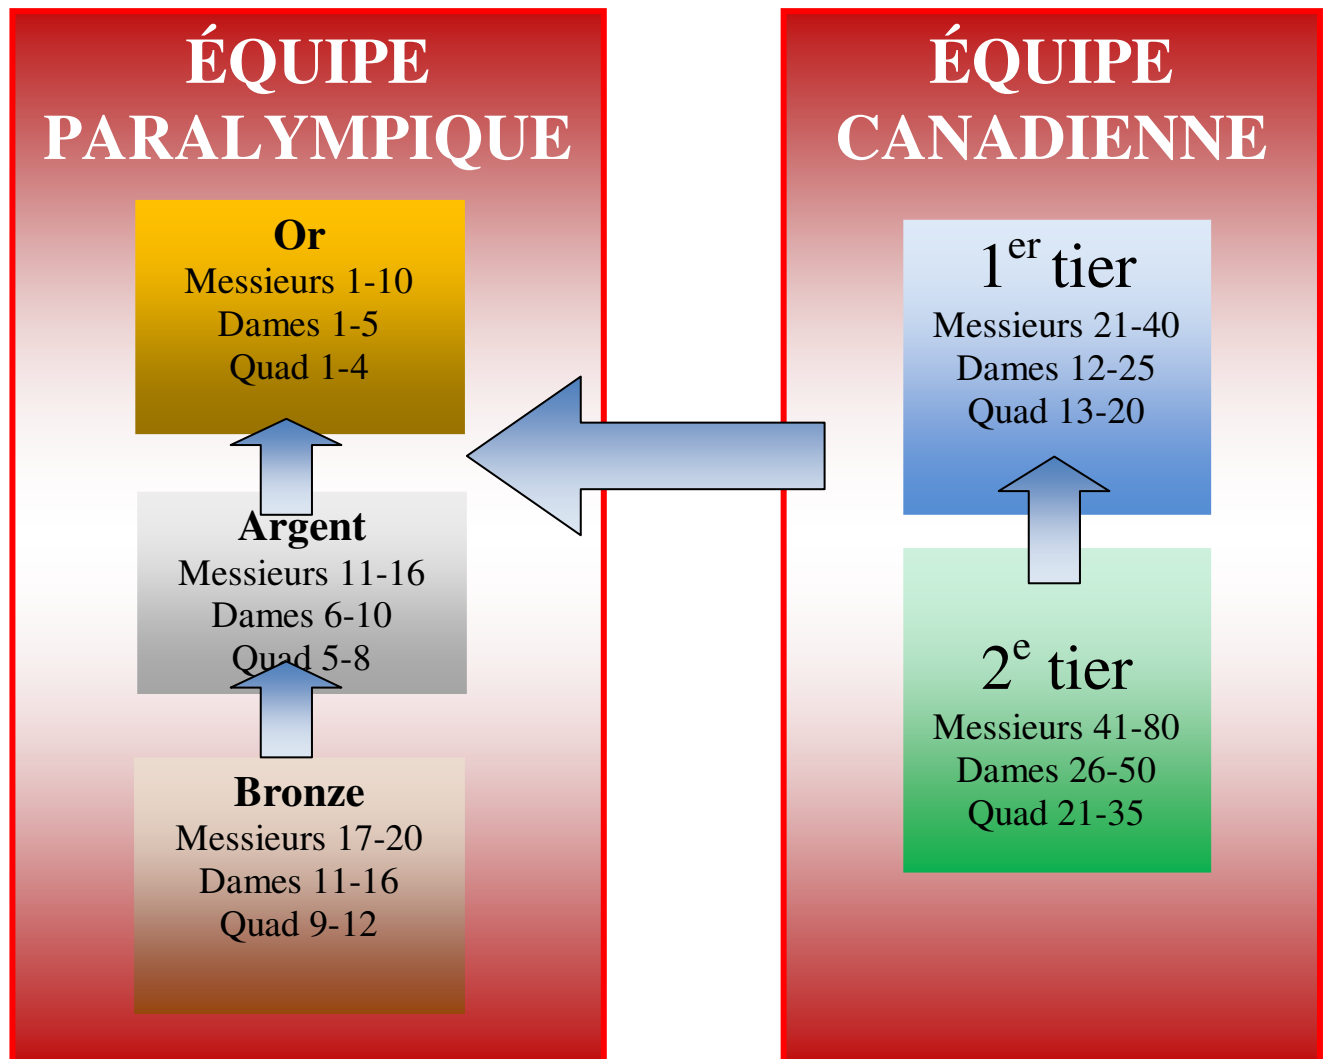 ÉQUIPE
PARALYMPIQUE
Or
Messieurs 1-10
Dames 1-5
Quad 1-4
Argent
Messieurs 11-16
Dames 6-10
Quad 5-8
Bronze
Messieurs 17-20
Dames 11-16
Quad 9-12
ÉQUIPE
CANADIENNE
1er tier
Messieurs 21-40
Dames 12-25
Quad 13-20
2e tier
Messieurs 41-80
Dames 26-50
Quad 21-35